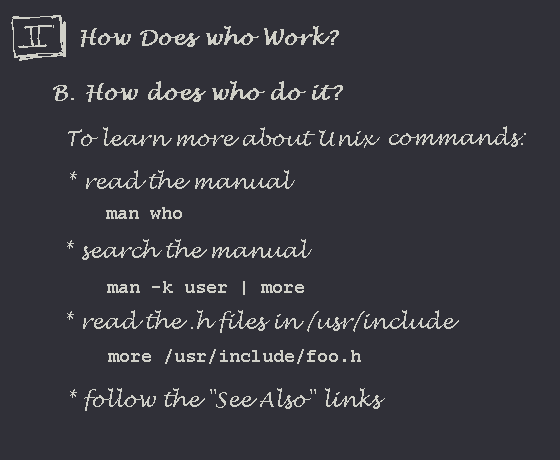 II How Does who Work?
B. How does who do it?
To learn more about Unix commands:
* read the manual
man who
* search the manual
man -k user | more
* read the .h files in /usr/include
more /usr/include/foo.h
* follow the "See Also" links